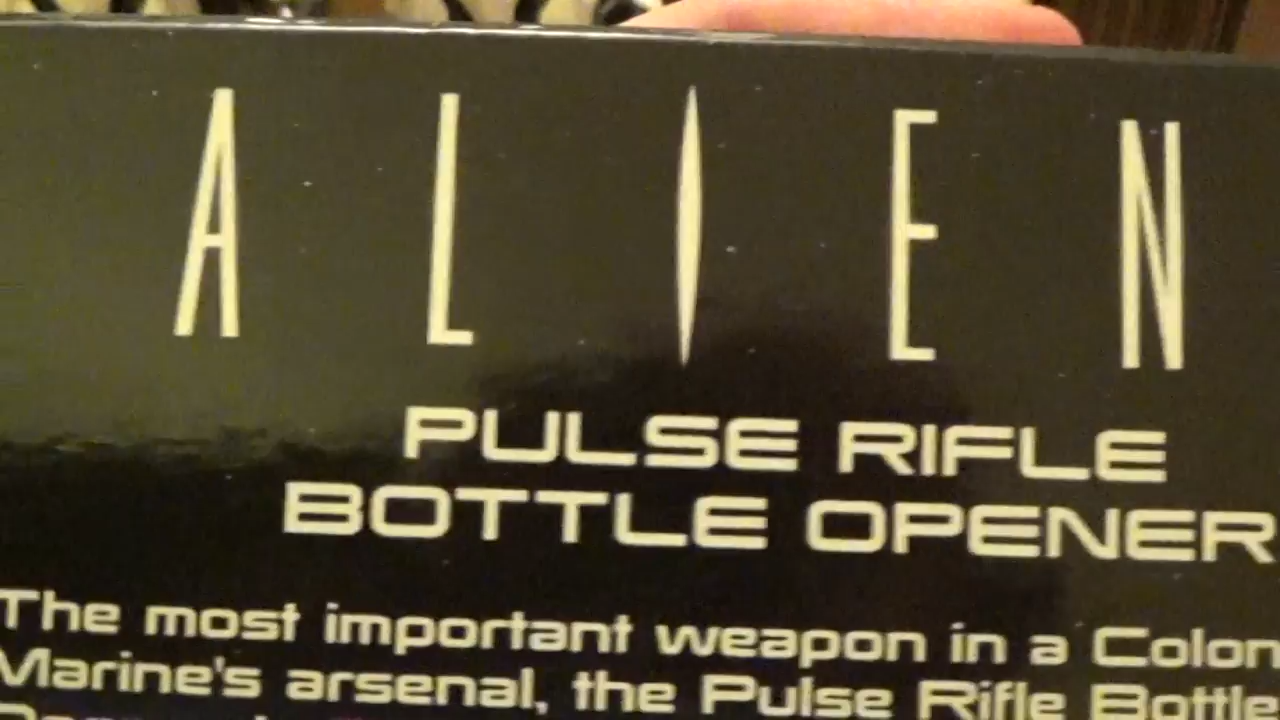 ALIEN
PULSE RIFLE
BOTTLE OPENER
The most important weapon in a Colon
Marine's arsenal, the Pulse Rifle Bottle